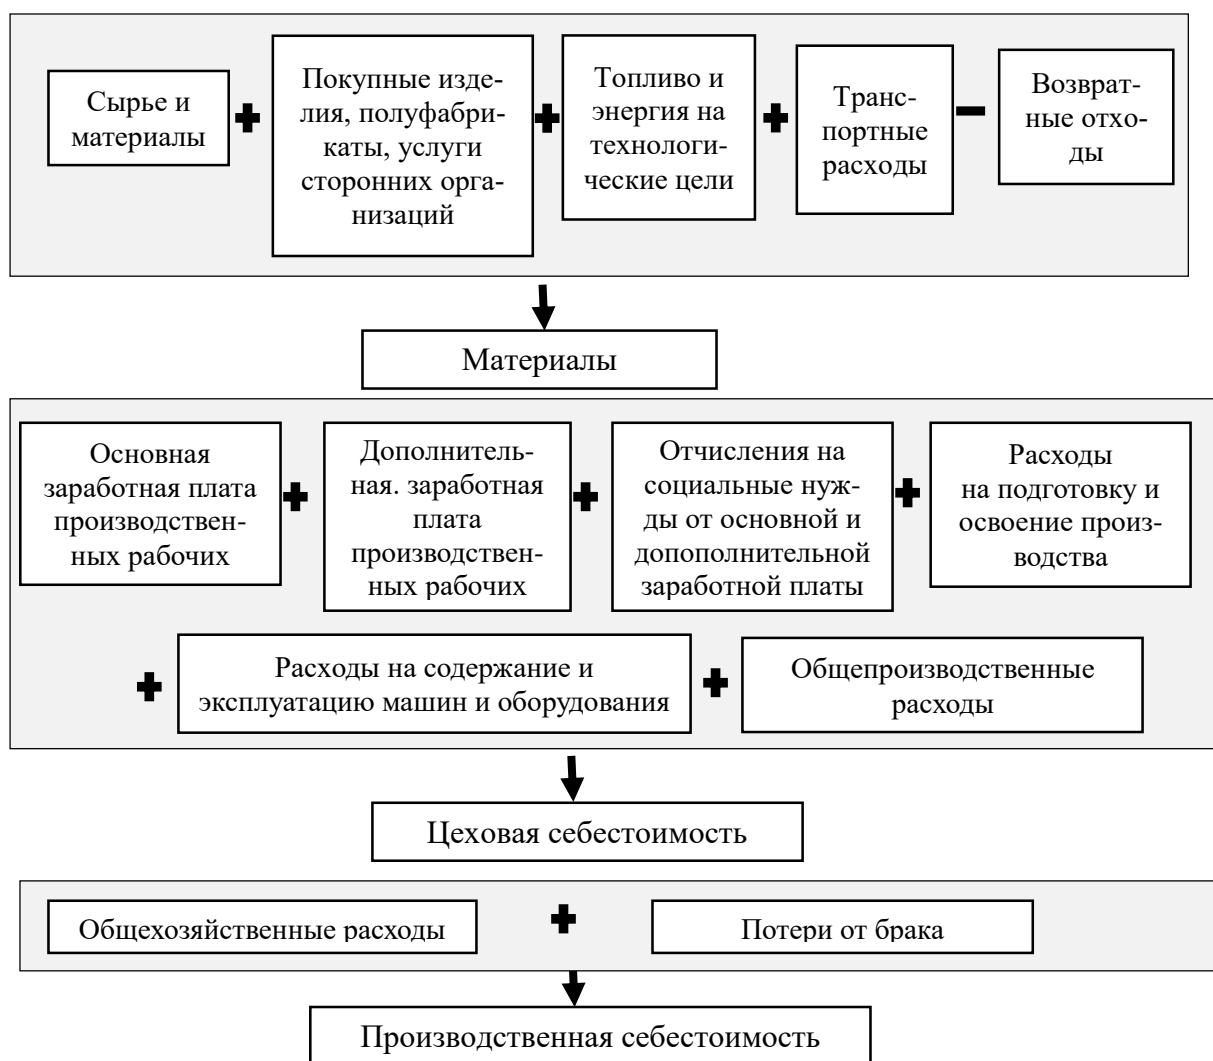 Сырье и
материалы
Покупные изде-
лия, полуфабри-
каты, услуги
сторонних орга-
низаций
Топливо и
энергия на
технологи-
ческие цели
Транс-
портные
расходы
Возврат-
ные отхо-
ды
Материалы
Основная
заработная плата
производствен-
ных рабочих
Дополнитель-
ная. заработная
плата
производствен-
ных рабочих
Отчисления на
социальные нуж-
ды от основной и
допополнительной
заработной платы
Расходы
на подготовку и
освоение произ-
водства
Расходы на содержание и
эксплуатацию машин и оборудования
Общепроизводственные
расходы
Цеховая себестоимость
Общехозяйственные расходы
Потери от брака
Производственная себестоимость